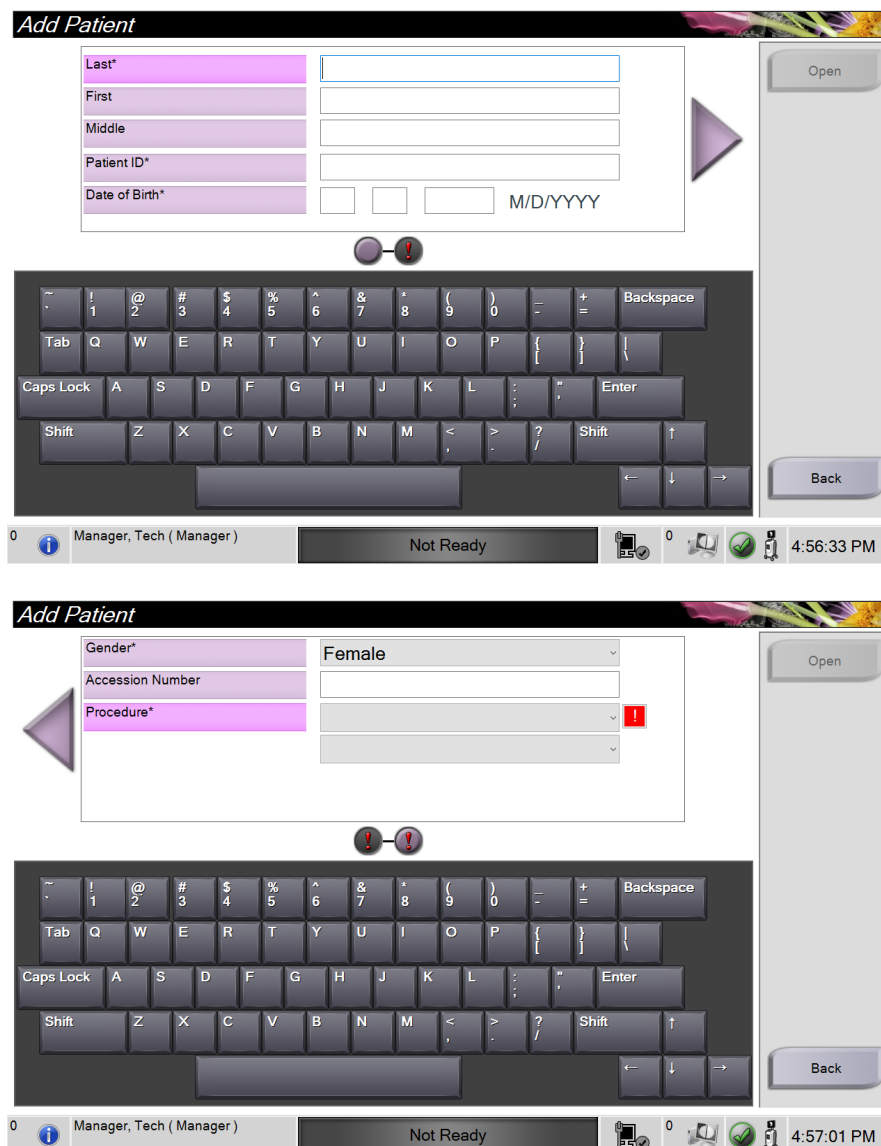 Add Patient
Last*
Open
First
Middle
Patient ID*
Date of Birth* M/D/YYYY
! 
~ ! @ # $ % ^ & * ( ) _ + Backspace
` 1 2 3 4 5 6 7 8 9 0 - =
Tab Q W E R T Y U I O P { } |
[ ] \
Caps Lock A S D F G H J K L : " Enter
; '
Shift Z X C V B N M < > ? Shift ↑
, . /
← ↓ →
Back
0 Manager, Tech ( Manager ) Not Ready 0 4:56:33 PM
Add Patient
Gender* Female
Open
Accession Number
Procedure* !
! !
~ ! @ # $ % ^ & * ( ) _ + Backspace
` 1 2 3 4 5 6 7 8 9 0 - =
Tab Q W E R T Y U I O P { } |
[ ] \
Caps Lock A S D F G H J K L : " Enter
; '
Shift Z X C V B N M < > ? Shift ↑
, . /
← ↓ →
Back
0 Manager, Tech ( Manager ) Not Ready 0 4:57:01 PM